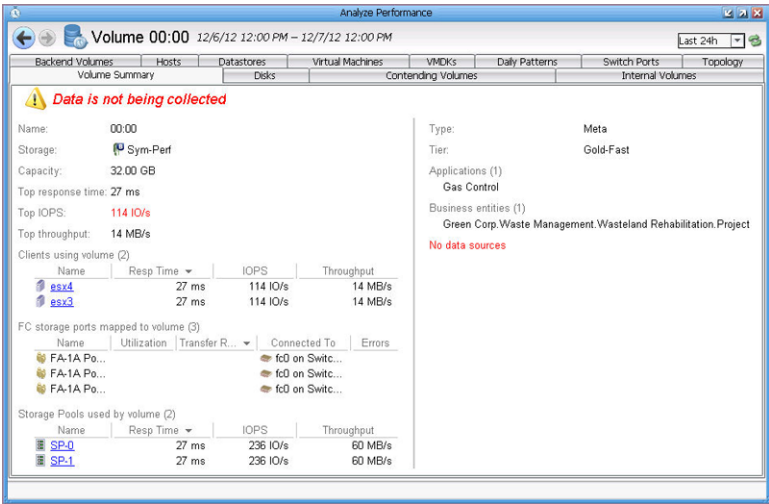 Analyze Performance
Volume 00:00 12/6/12 12:00 PM – 12/7/12 12:00 PM
Last 24h
Backend Volumes Hosts Datastores Virtual Machines VMDKs Daily Patterns Switch Ports Topology
Volume Summary Disks Contending Volumes Internal Volumes
Data is not being collected
Name: 00:00
Storage: Sym-Perf
Capacity: 32.00 GB
Top response time: 27 ms
Top IOPS: 114 IO/s
Top throughput: 14 MB/s
Clients using volume (2)
Name Resp Time IOPS Throughput
esx4 27 ms 114 IO/s 14 MB/s
esx3 27 ms 114 IO/s 14 MB/s
FC storage ports mapped to volume (3)
Name Utilization Transfer R... Connected To Errors
FA-1A Po... fc0 on Switc...
FA-1A Po... fc0 on Switc...
FA-1A Po... fc0 on Switc...
Storage Pools used by volume (2)
Name Resp Time IOPS Throughput
SP-0 27 ms 236 IO/s 60 MB/s
SP-1 27 ms 236 IO/s 60 MB/s
Type: Meta
Tier: Gold-Fast
Applications (1)
Gas Control
Business entities (1)
Green Corp.Waste Management.Wasteland Rehabilitation.Project
No data sources